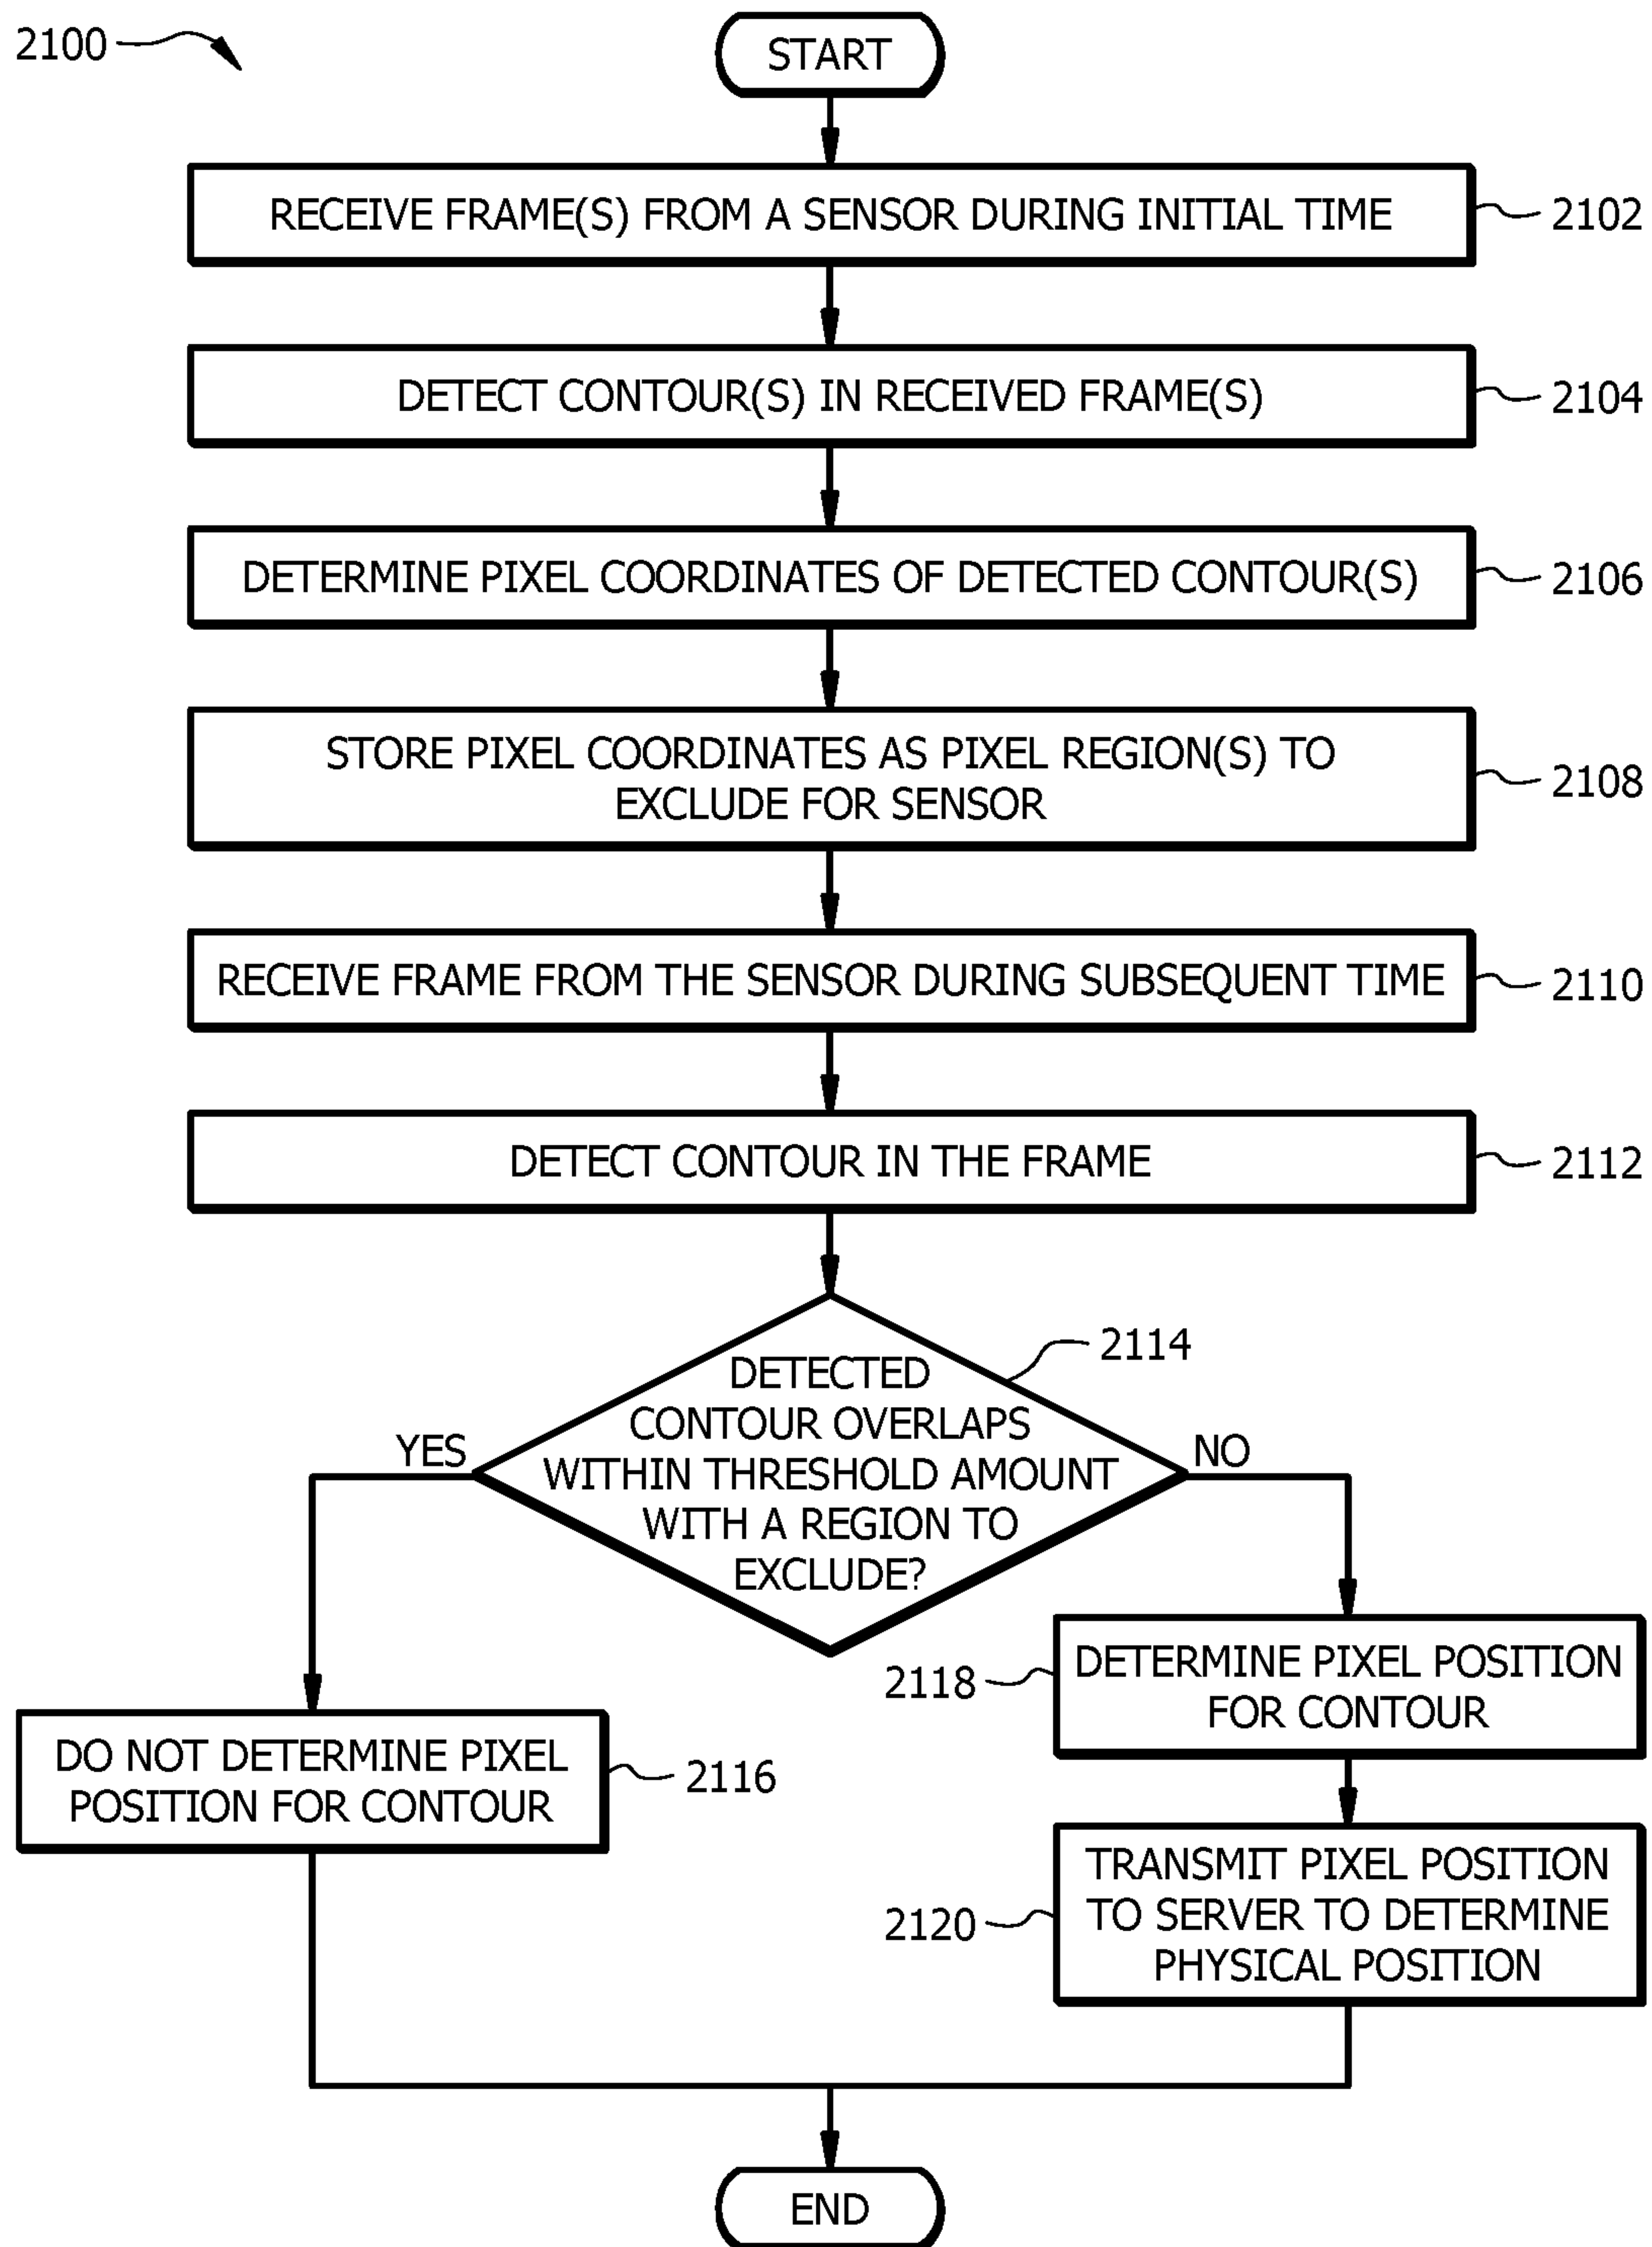 2100
START
RECEIVE FRAME(S) FROM A SENSOR DURING INITIAL TIME
2102
DETECT CONTOUR(S) IN RECEIVED FRAME(S)
2104
DETERMINE PIXEL COORDINATES OF DETECTED CONTOUR(S)
2106
STORE PIXEL COORDINATES AS PIXEL REGION(S) TO
EXCLUDE FOR SENSOR
2108
RECEIVE FRAME FROM THE SENSOR DURING SUBSEQUENT TIME
2110
DETECT CONTOUR IN THE FRAME
2112
DETECTED
CONTOUR OVERLAPS
WITHIN THRESHOLD AMOUNT
WITH A REGION TO
EXCLUDE?
2114
YES
NO
DO NOT DETERMINE PIXEL
POSITION FOR CONTOUR
2116
DETERMINE PIXEL POSITION
FOR CONTOUR
2118
TRANSMIT PIXEL POSITION
TO SERVER TO DETERMINE
PHYSICAL POSITION
2120
END